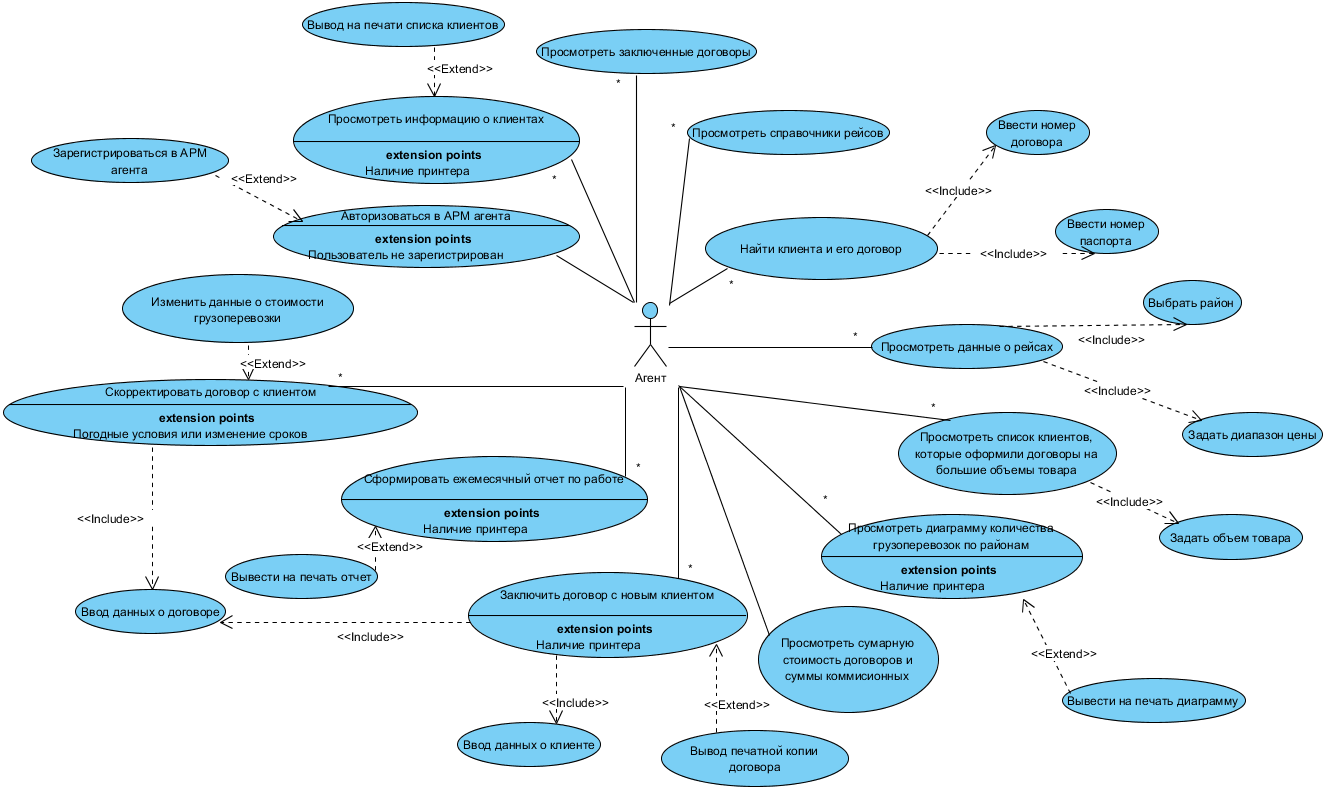 Вывод на печати списка клиентов
<<Extend>>
Просмотреть заключенные договоры
*
Просмотреть информацию о клиентах
extension points
Наличие принтера
*
Просмотреть справочники рейсов
*
Ввести номер
договора
<<Include>>
Зарегистрироваться в АРМ
агента
<<Extend>>
Авторизоваться в АРМ агента
extension points
Пользователь не зарегистрирован
Найти клиента и его договор
*
Ввести номер
паспорта
<<Include>>
Изменить данные о стоимости
грузоперевозки
<<Extend>>
Выбрать район
<<Include>>
Просмотреть данные о рейсах
*
Агент
<<Include>>
Задать диапазон цены
Скорректировать договор с клиентом
extension points
Погодные условия или изменение сроков
*
<<Include>>
*
Просмотреть список клиентов,
которые оформили договоры на
большие объемы товара
<<Include>>
Задать объем товара
Сформировать ежемесячный отчет по работе
extension points
Наличие принтера
*
<<Extend>>
Вывести на печать отчет
*
Просмотреть диаграмму количества
грузоперевозок по районам
extension points
Наличие принтера
<<Extend>>
Вывести на печать диаграмму
Ввод данных о договоре
<<Include>>
*
Заключить договор с новым клиентом
extension points
Наличие принтера
<<Include>>
Ввод данных о клиенте
<<Extend>>
Вывод печатной копии
договора
Просмотреть сумарную
стоимость договоров и
суммы коммисионных